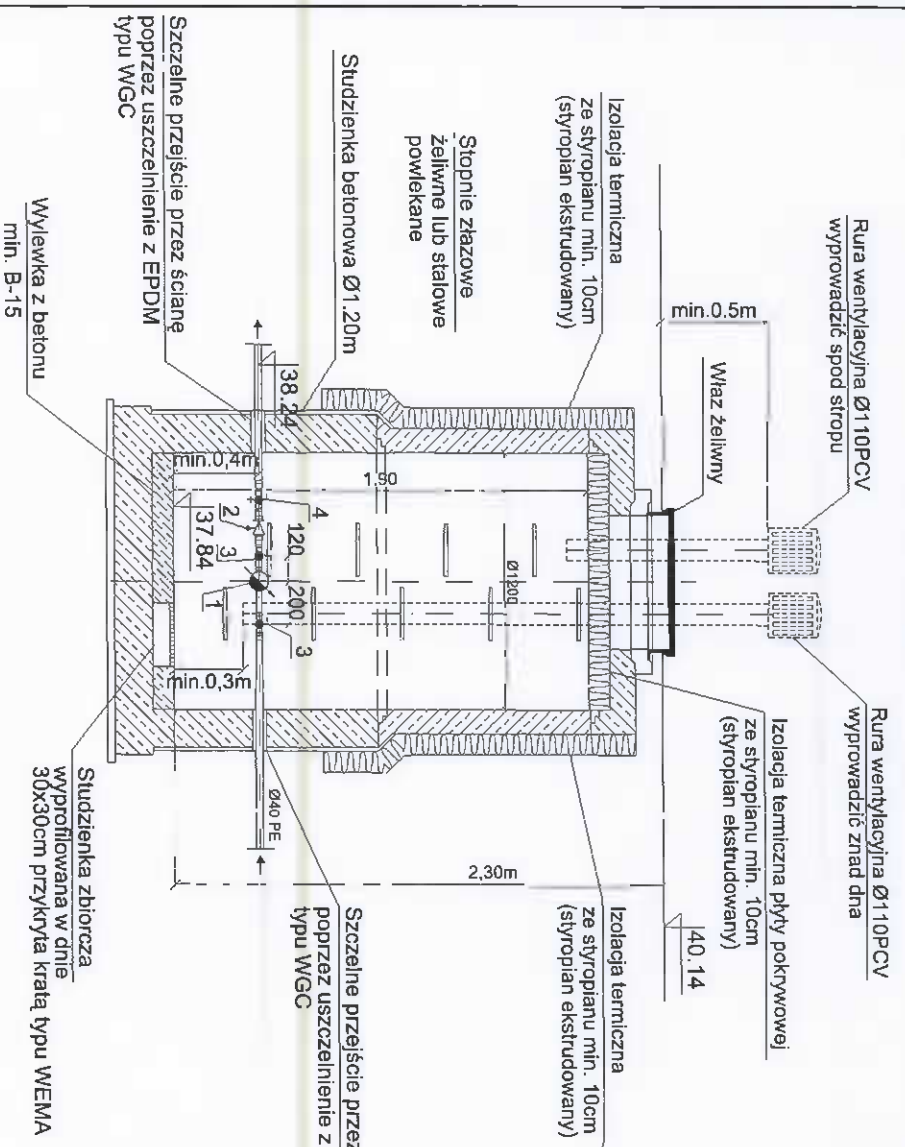 Rura wentylacyjna Ø110PCV
wyprowadzić spod stropu
Rura wentylacyjna Ø110PCV
wyprowadzić znad dna
min.0.5m
Właz żeliwny
Izolacja termiczna płyty pokrywowej
ze styropianu min. 10cm
(styropian ekstrudowany)
40.14
Izolacja termiczna
ze styropianu min. 10cm
(styropian ekstrudowany)
Izolacja termiczna
ze styropianu min. 10cm
(styropian ekstrudowany)
Stopnie złazowe
żeliwne lub stalowe
powlekane
Studzienka betonowa Ø1.20m
Szczelne przejście przez ścianę
poprzez uszczelnienie z EPDM
typu WGC
38.24
1.90
Ø1200
2,30m
min.0,4m
4
2
3
120
200
3
1
37.84
min.0,3m
Ø40 PE
Szczelne przejście przez
poprzez uszczelnienie z
typu WGC
Wylewka z betonu
min. B-15
Studzienka zbiorcza
wyprofilowana w dnie
30x30cm przykryta kratą typu WEMA